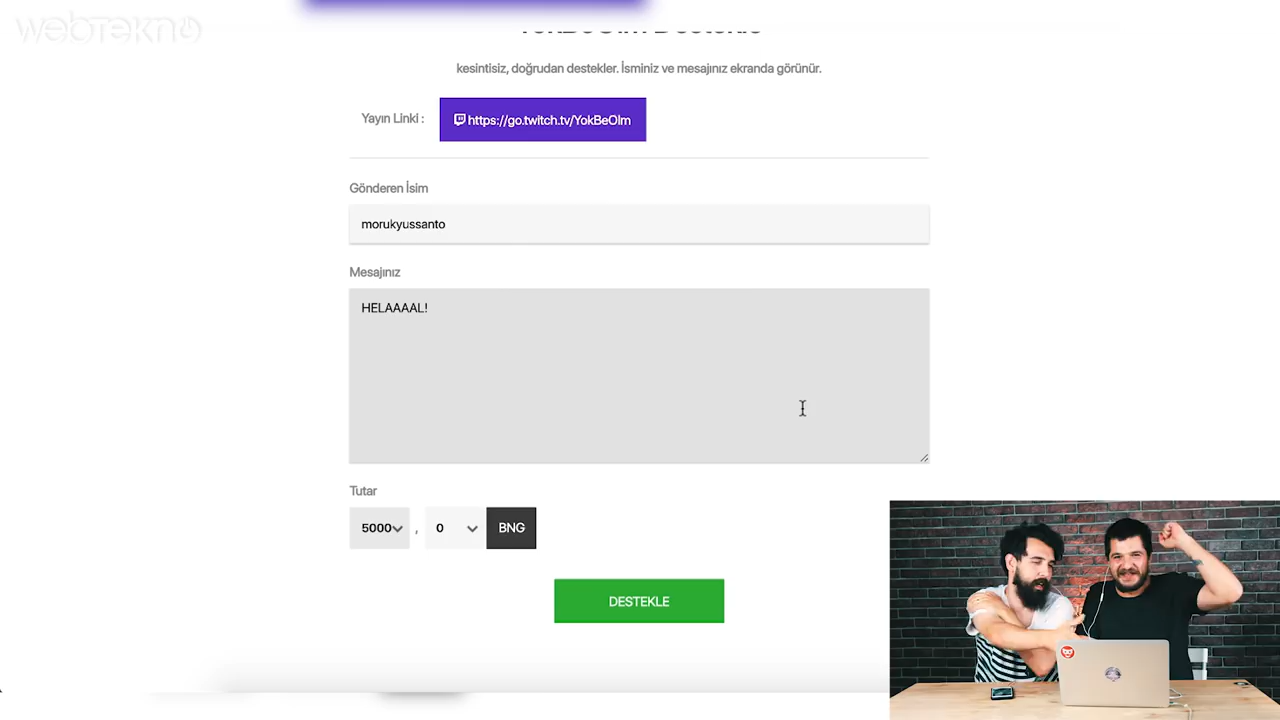 webtekno
kesintisiz, doğrudan destekler. İsminiz ve mesajınız ekranda görünür.
Yayın Linki :
https://go.twitch.tv/YokBeOlm
Gönderen İsim
morukyussanto
Mesajınız
HELAAAAL!
Tutar
5000 , 0 BNG
DESTEKLE